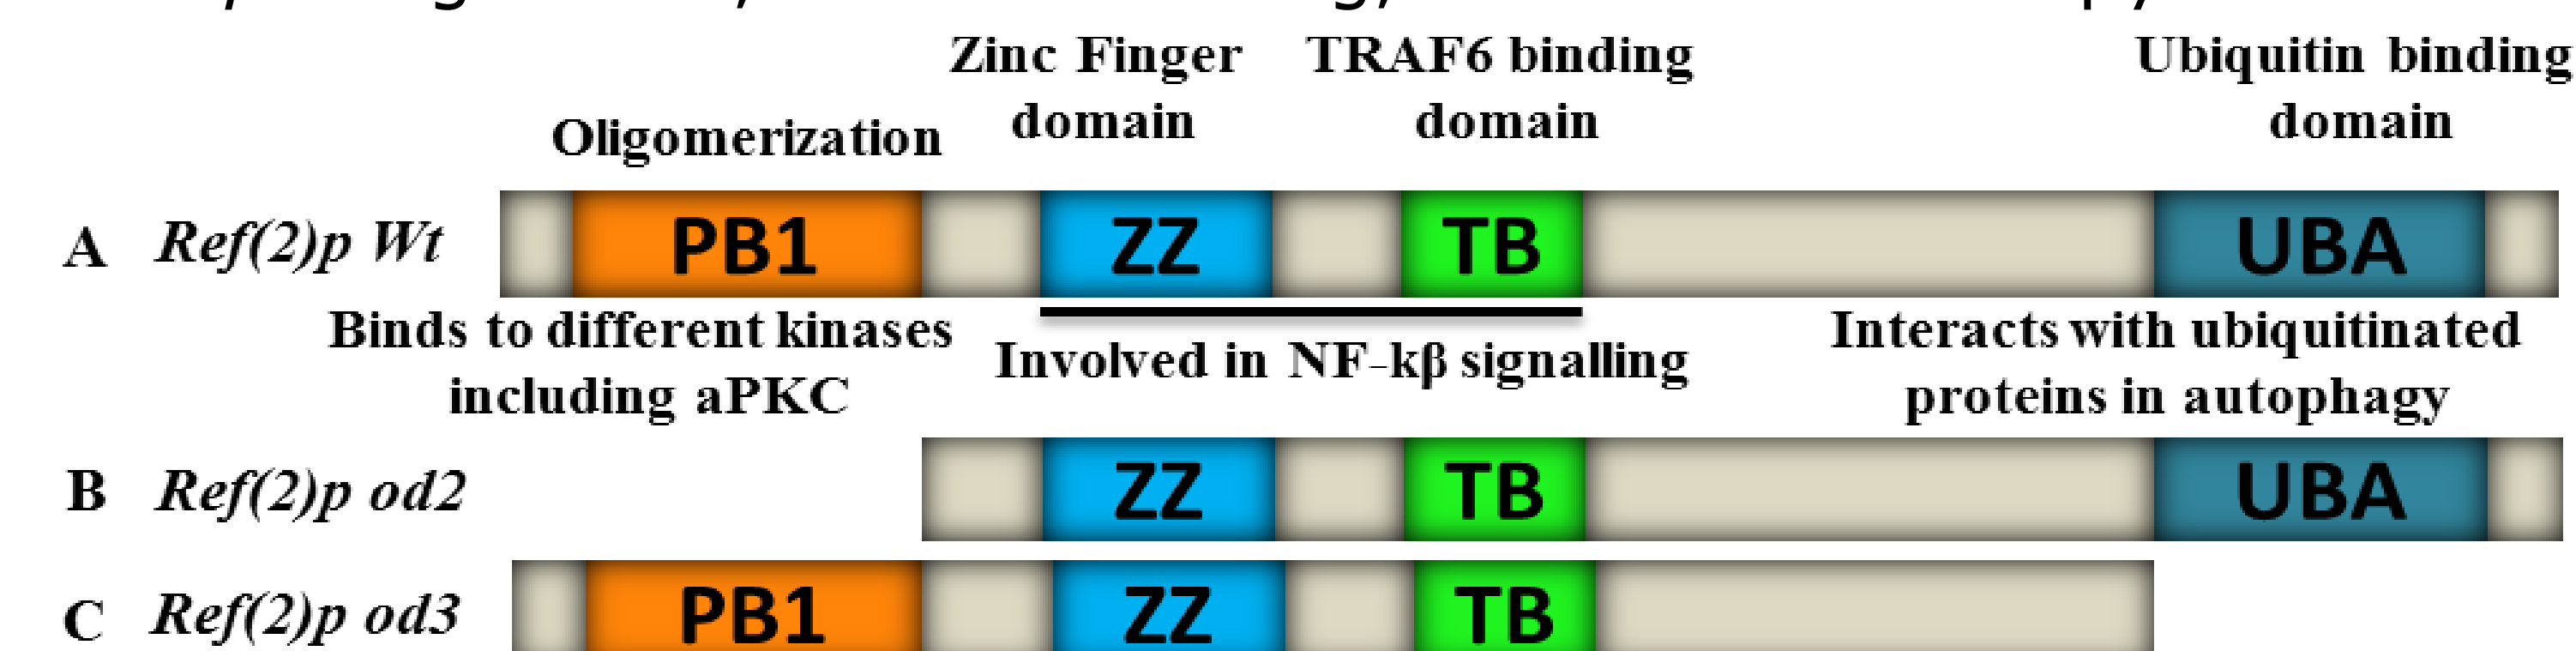 Zinc Finger domain
TRAF6 binding domain
Ubiquitin binding domain
Oligomerization
A Ref(2)p Wt PB1 ZZ TB UBA
Binds to different kinases including aPKC
Involved in NF-kβ signalling
Interacts with ubiquitinated proteins in autophagy
B Ref(2)p od2 ZZ TB UBA
C Ref(2)p od3 PB1 ZZ TB